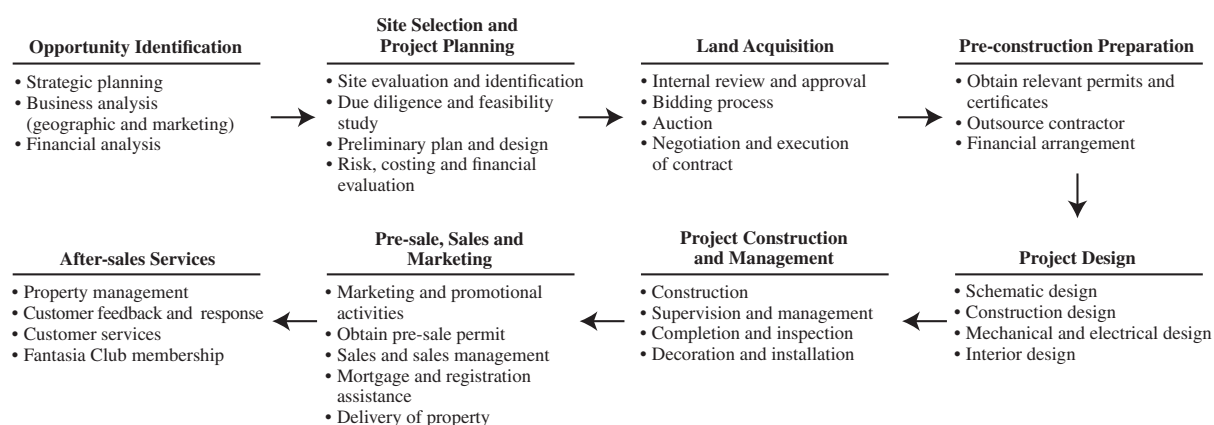 Opportunity Identification
• Strategic planning
• Business analysis
(geographic and marketing)
• Financial analysis
Site Selection and
Project Planning
• Site evaluation and identification
• Due diligence and feasibility
study
• Preliminary plan and design
• Risk, costing and financial
evaluation
Land Acquisition
• Internal review and approval
• Bidding process
• Auction
• Negotiation and execution
of contract
Pre-construction Preparation
• Obtain relevant permits and
certificates
• Outsource contractor
• Financial arrangement
Project Design
• Schematic design
• Construction design
• Mechanical and electrical design
• Interior design
Project Construction
and Management
• Construction
• Supervision and management
• Completion and inspection
• Decoration and installation
Pre-sale, Sales and
Marketing
• Marketing and promotional
activities
• Obtain pre-sale permit
• Sales and sales management
• Mortgage and registration
assistance
• Delivery of property
After-sales Services
• Property management
• Customer feedback and response
• Customer services
• Fantasia Club membership